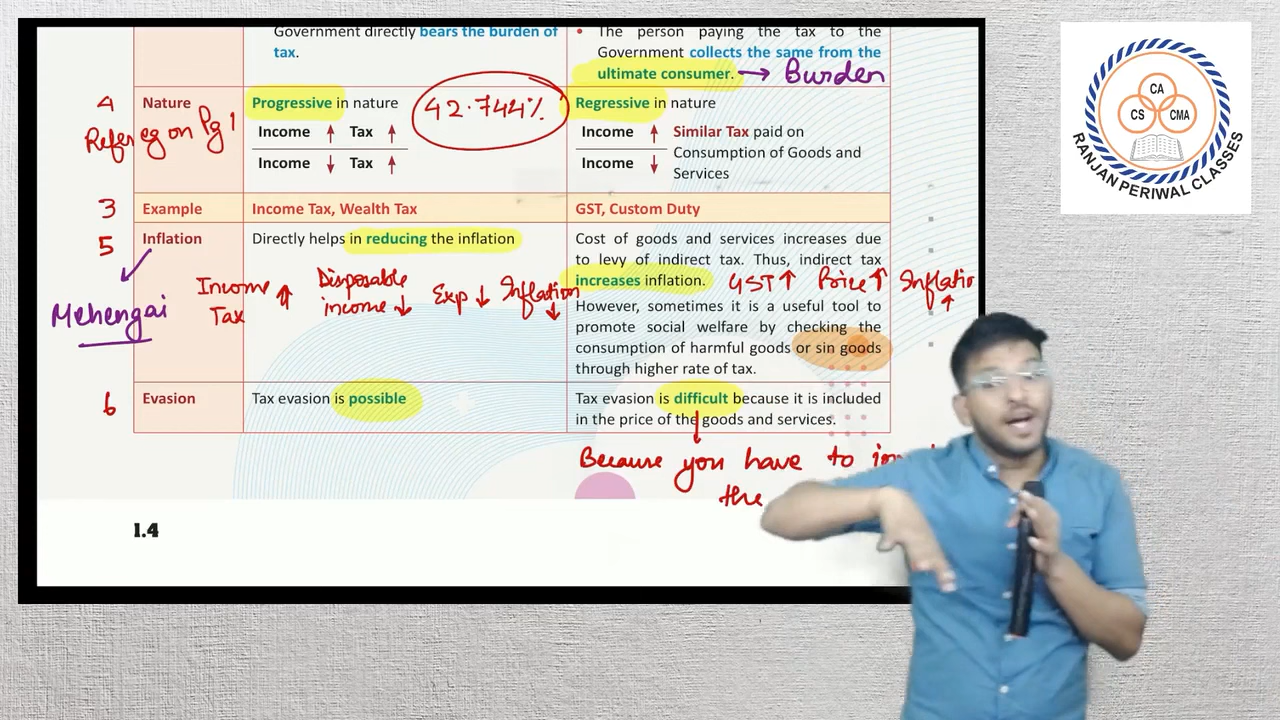 Government directly bears the burden of
tax.
• The person paying the tax to the
Government collects the same from the
ultimate consumer. → Burden
4 Nature
Refer eg on Pg 1
Progressive in nature
Income ↑ Tax ↑
Income ↓ Tax ↑
42.744%
Regressive in nature
Income ↑ Similar Tax paid on
Income ↓ Consumption of Goods and
Services
3 Example Income Tax, Wealth Tax GST, Custom Duty
5 Inflation
Mehengai
Directly helps in reducing the inflation
Income Tax ↑ Disposable income ↓ Exp ↓ Inflation ↓
Cost of goods and services increases due
to levy of indirect tax. Thus, indirect tax
increases inflation. GST ↑ Price ↑ Inflatio ↑
However, sometimes it is a useful tool to
promote social welfare by checking the
consumption of harmful goods or sin goods
through higher rate of tax.
6 Evasion Tax evasion is possible
Tax evasion is difficult because it is included
in the price of the goods and services.
Because you have to
the
1.4
CA
CS CMA
RANJAN PERIWAL CLASSES